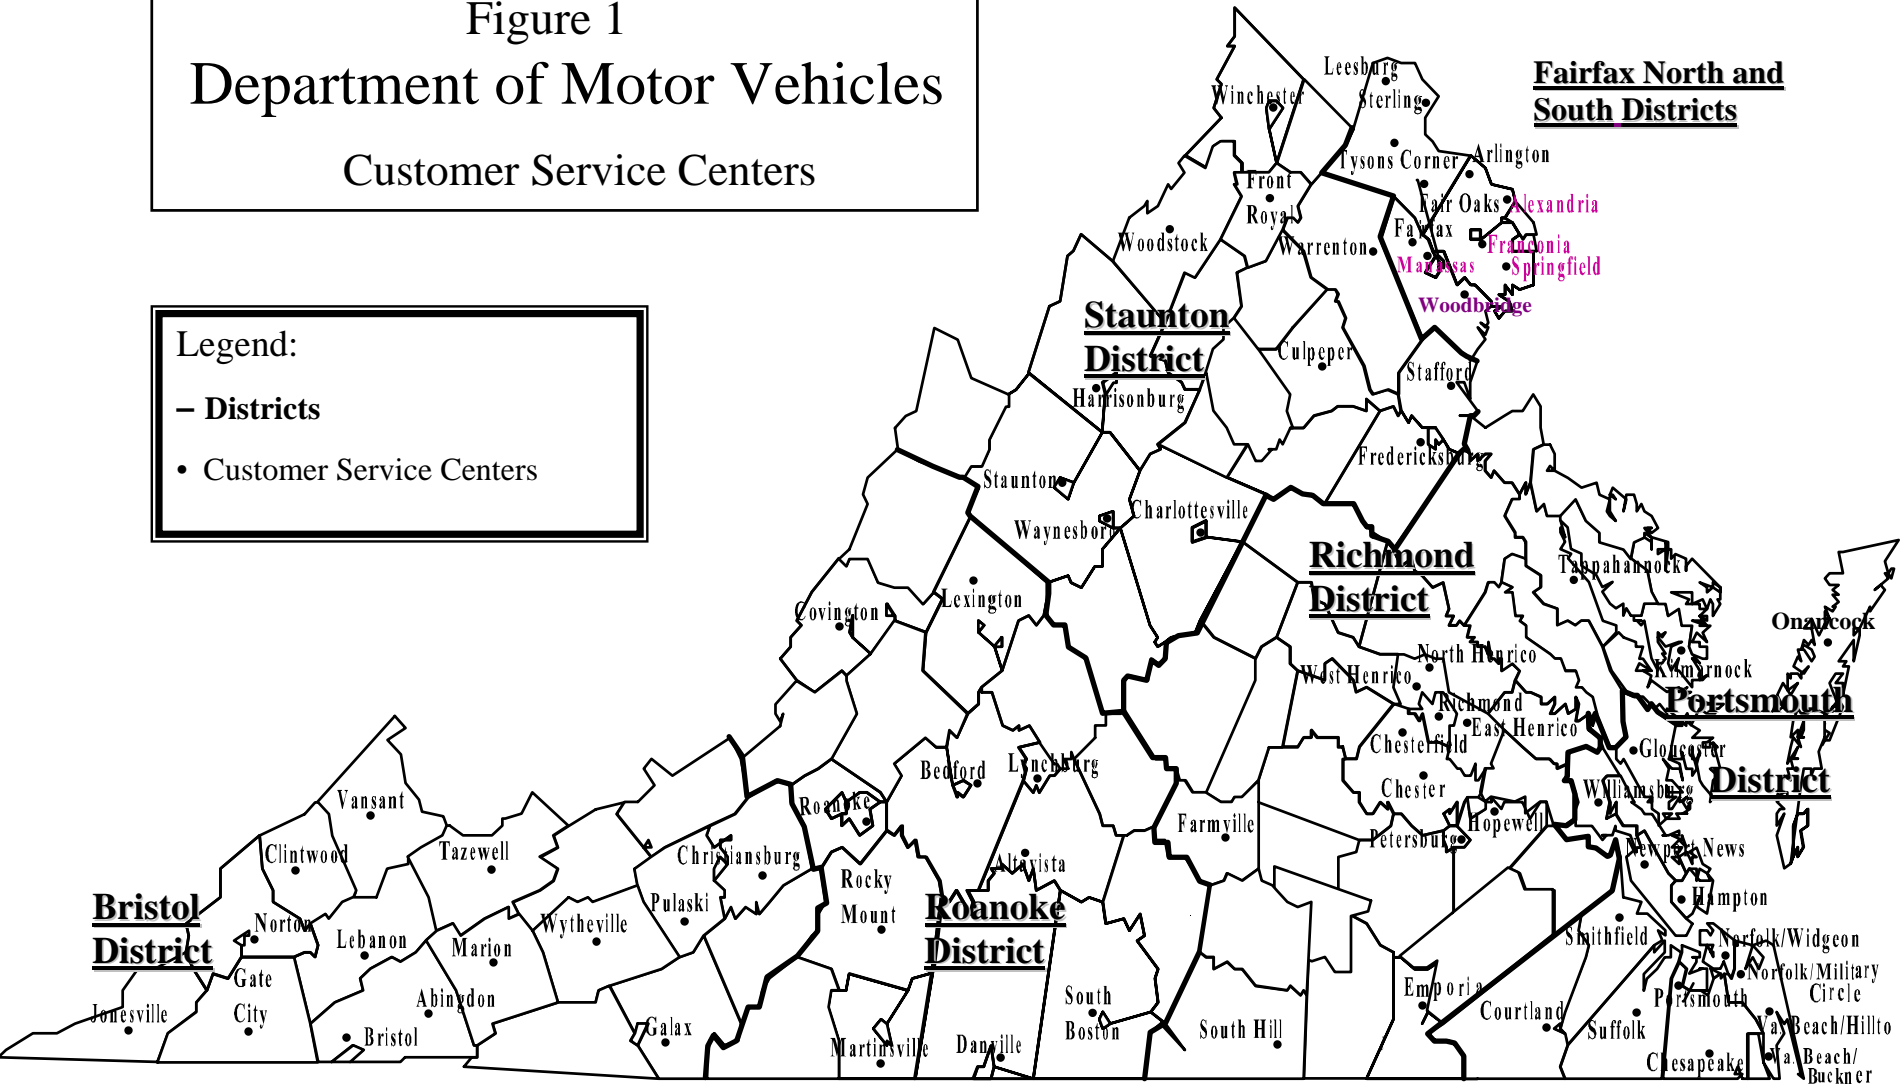 Figure 1
Department of Motor Vehicles
Customer Service Centers
Legend:
– Districts
• Customer Service Centers
Fairfax North and
South Districts
Leesburg
Sterling
Winchester
Tysons Corner
Arlington
Front
Royal
Fair Oaks
Alexandria
Fairfax
Woodstock
Warrenton
Franconia
Manassas
Springfield
Woodbridge
Staunton
District
Culpeper
Stafford
Harrisonburg
Fredericksburg
Staunton
Charlottesville
Waynesboro
Richmond
District
Tappahannock
Lexington
Covington
Onancock
North Henrico
West Henrico
Kilmarnock
Portsmouth
District
Richmond
East Henrico
Chesterfield
Gloucester
Bedford
Lynchburg
Chester
Williamsburg
Vansant
Roanoke
Farmville
Hopewell
Petersburg
Clintwood
Tazewell
Christiansburg
Altavista
Newport News
Rocky
Mount
Hampton
Bristol
District
Pulaski
Roanoke
District
Norton
Wytheville
Lebanon
Marion
Smithfield
Norfolk/Widgeon
Gate
City
Norfolk/Military
Circle
Emporia
Portsmouth
Abingdon
South
Boston
Jonesville
Courtland
Suffolk
Va. Beach/Hillto
Bristol
Galax
South Hill
Martinsville
Danville
Chesapeake
Va. Beach/
Buckner